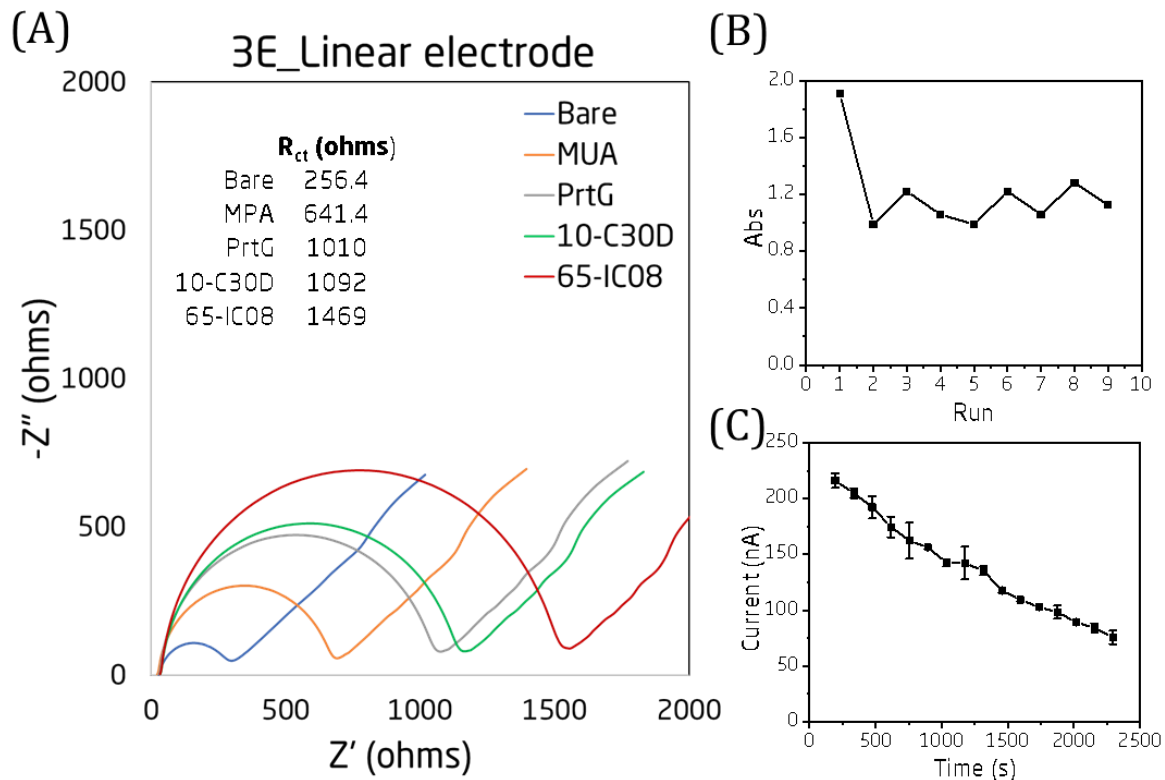 (A)
3E_Linear electrode
2000
1500
1000
500
0
-Z″ (ohms)
0 500 1000 1500 2000
Z′ (ohms)
Rct (ohms)
Bare 256.4
MPA 641.4
PrtG 1010
10-C30D 1092
65-IC08 1469
Bare
MUA
PrtG
10-C30D
65-IC08
(B)
2.0
1.6
1.2
0.8
0.4
0.0
Abs
0 1 2 3 4 5 6 7 8 9 10
Run
(C)
250
200
150
100
50
0
Current (nA)
0 500 1000 1500 2000 2500
Time (s)